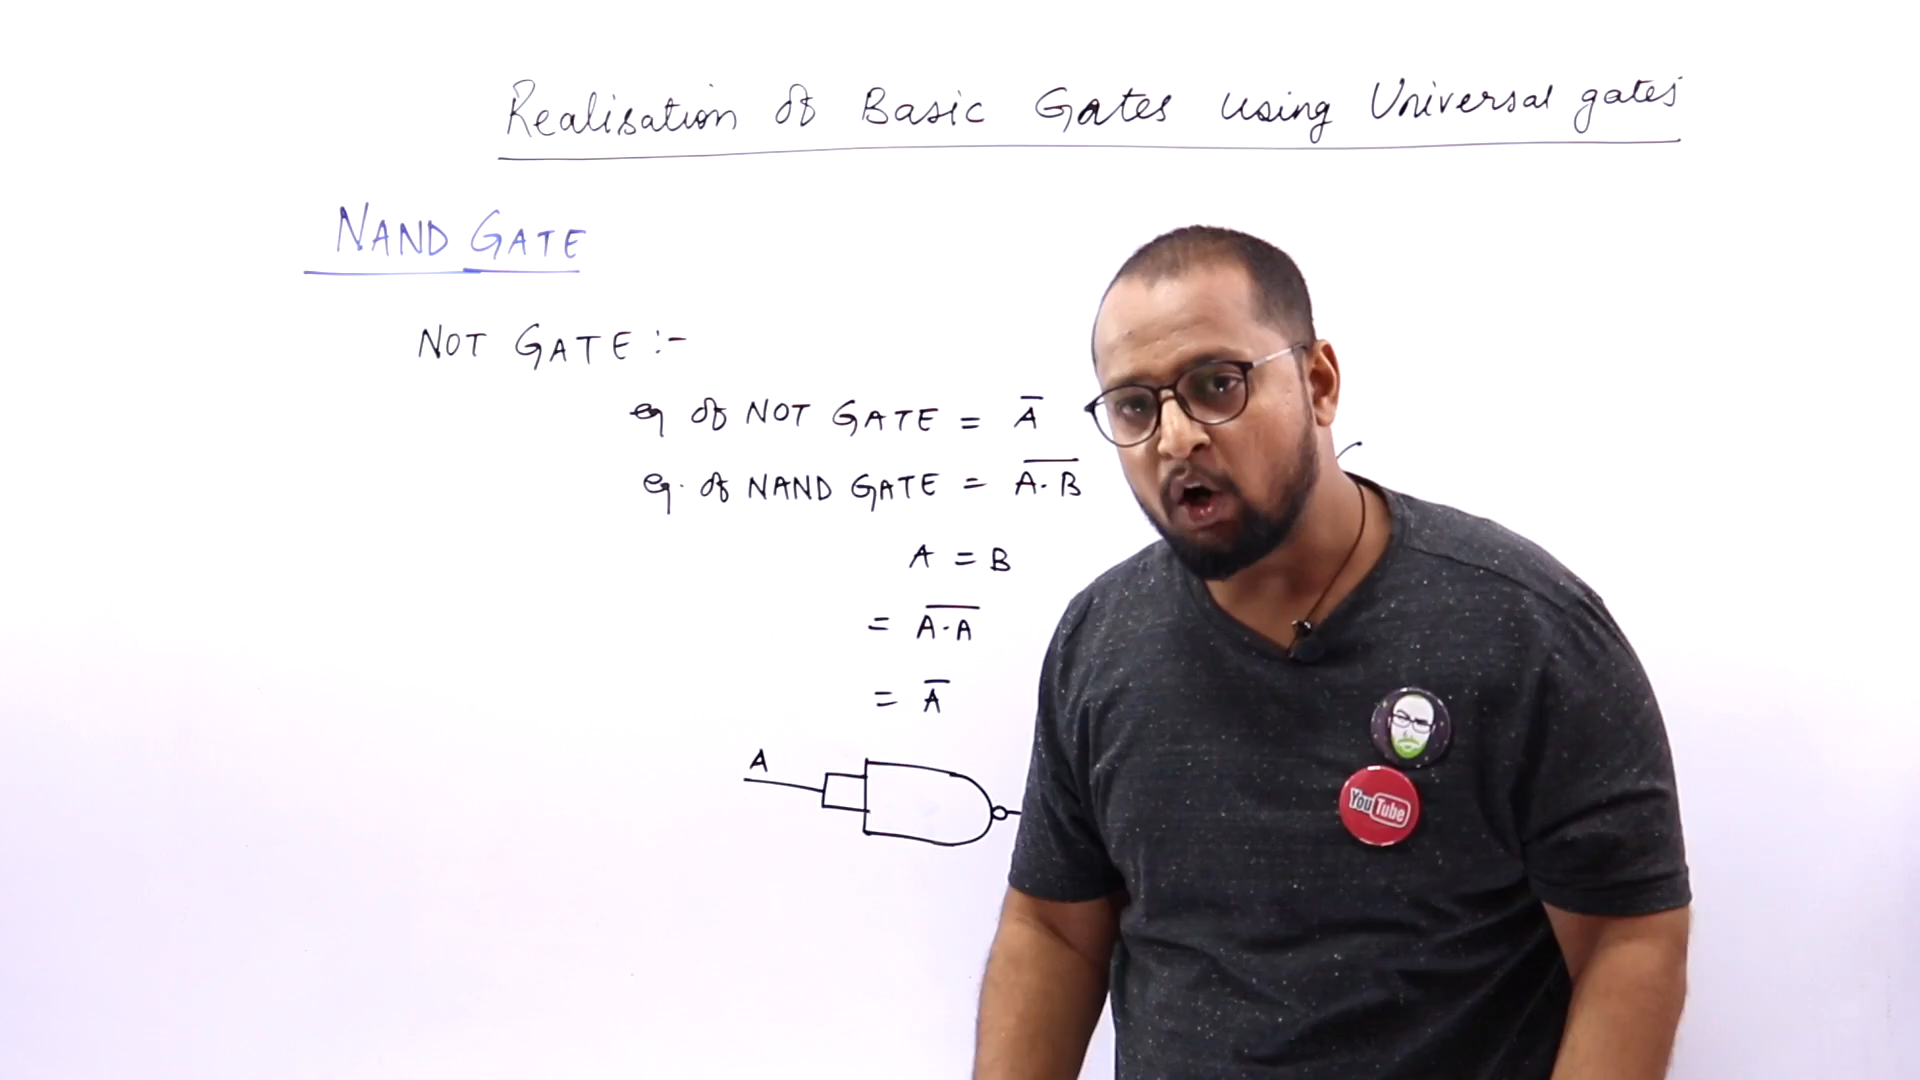 Realisation of Basic Gates using Universal gates
NAND GATE
NOT GATE :-
eq of NOT GATE = A̅
eq. of NAND GATE = A̅·̅B̅
A = B
= A̅·̅A̅
= A̅
A
YouTube